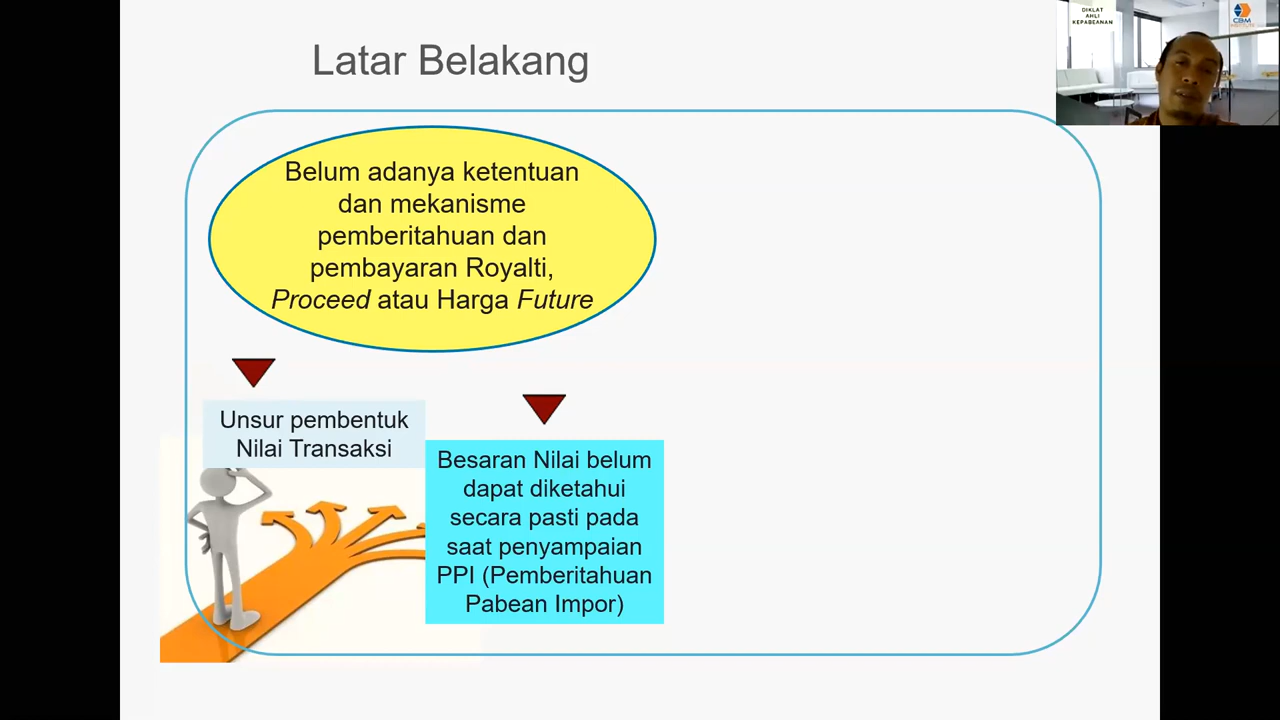 Latar Belakang
DIKLAT
AHLI
KEPABEANAN
CBM
Belum adanya ketentuan
dan mekanisme
pemberitahuan dan
pembayaran Royalti,
Proceed atau Harga Future
Unsur pembentuk
Nilai Transaksi
Besaran Nilai belum
dapat diketahui
secara pasti pada
saat penyampaian
PPI (Pemberitahuan
Pabean Impor)